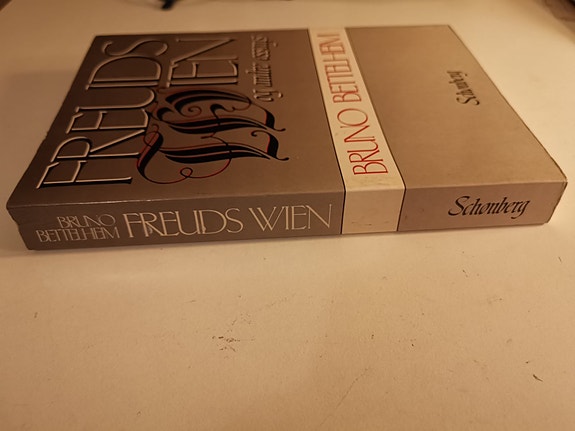 FREUDS
WIEN
W
og andre essays
BRUNO BETTELHEIM
Schønberg
BRUNO
BETTELHEIM
FREUDS WIEN
Schønberg